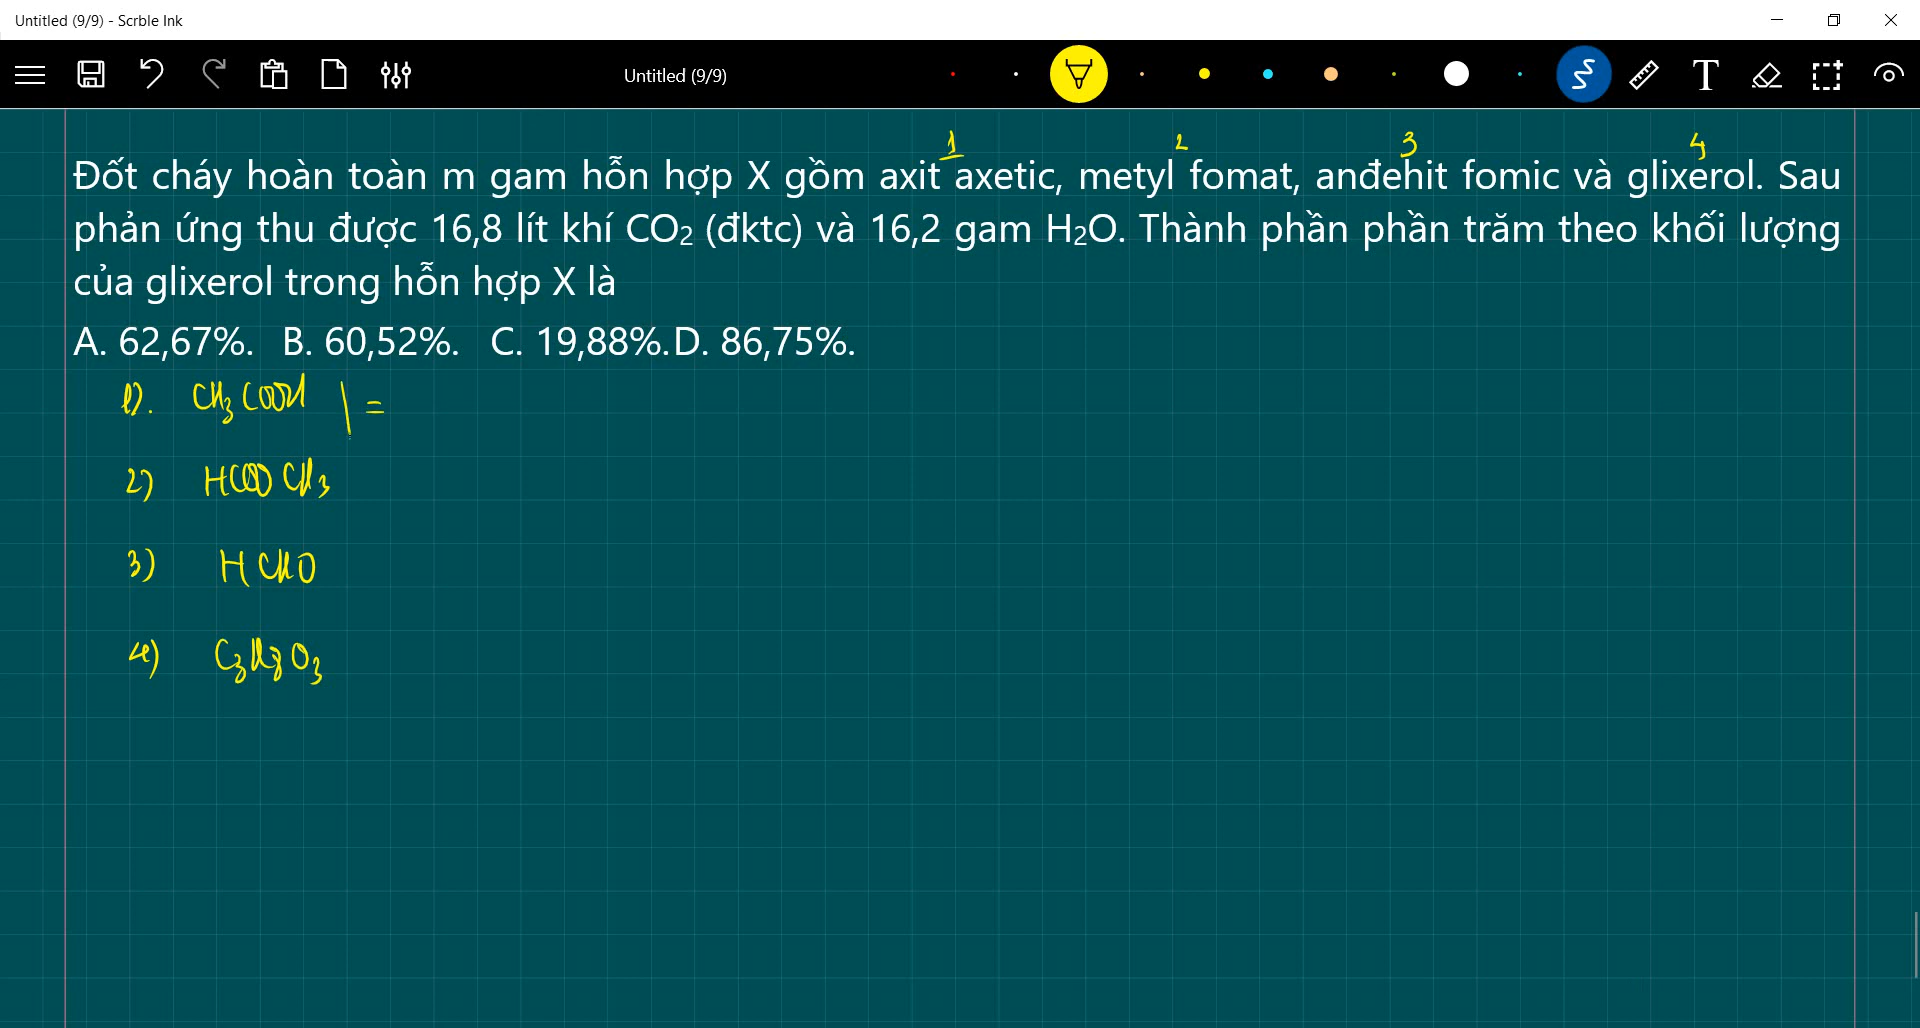 Untitled (9/9) - Scrble Ink
Untitled (9/9)
T
1 2 3 4
Đốt cháy hoàn toàn m gam hỗn hợp X gồm axit axetic, metyl fomat, anđehit fomic và glixerol. Sau
phản ứng thu được 16,8 lít khí CO₂ (đktc) và 16,2 gam H₂O. Thành phần phần trăm theo khối lượng
của glixerol trong hỗn hợp X là
A. 62,67%. B. 60,52%. C. 19,88%. D. 86,75%.
1). CH₃COOH | =
2) HCOOCH₃
3) HCHO
4) C₃H₈O₃